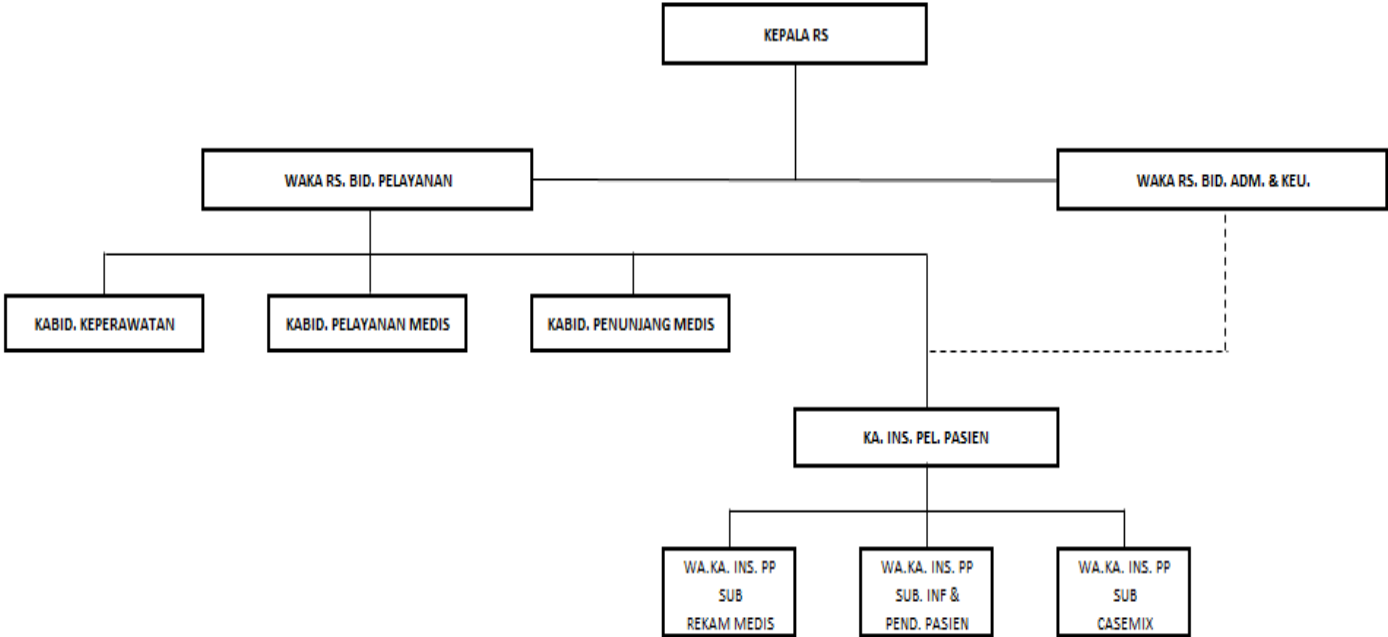 KEPALA RS
WAKA RS. BID. PELAYANAN
WAKA RS. BID. ADM. & KEU.
KABID. KEPERAWATAN
KABID. PELAYANAN MEDIS
KABID. PENUNJANG MEDIS
KA. INS. PEL. PASIEN
WA.KA. INS. PP
SUB
REKAM MEDIS
WA.KA. INS. PP
SUB. INF &
PEND. PASIEN
WA.KA. INS. PP
SUB
CASEMIX